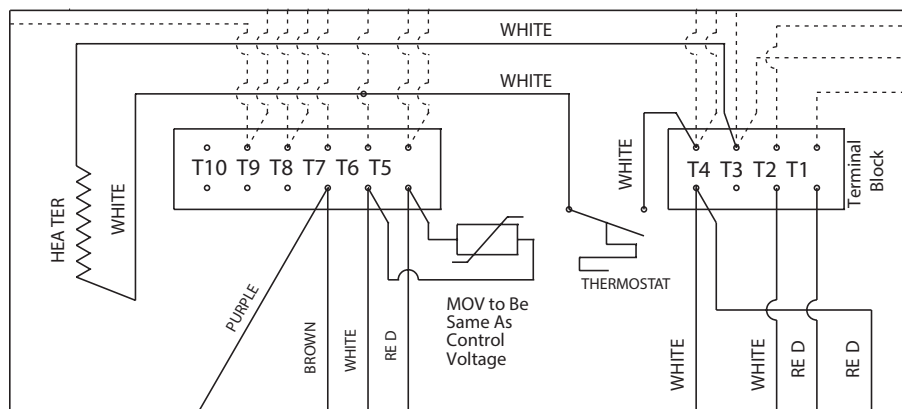 WHITE
WHITE
T10 T9 T8 T7 T6 T5
WHITE
T4 T3 T2 T1
Terminal
Block
HEA TER
WHITE
THERMOSTAT
PURPLE
BROWN
WHITE
RE D
MOV to Be
Same As
Control
Voltage
WHITE
WHITE
RE D
RE D